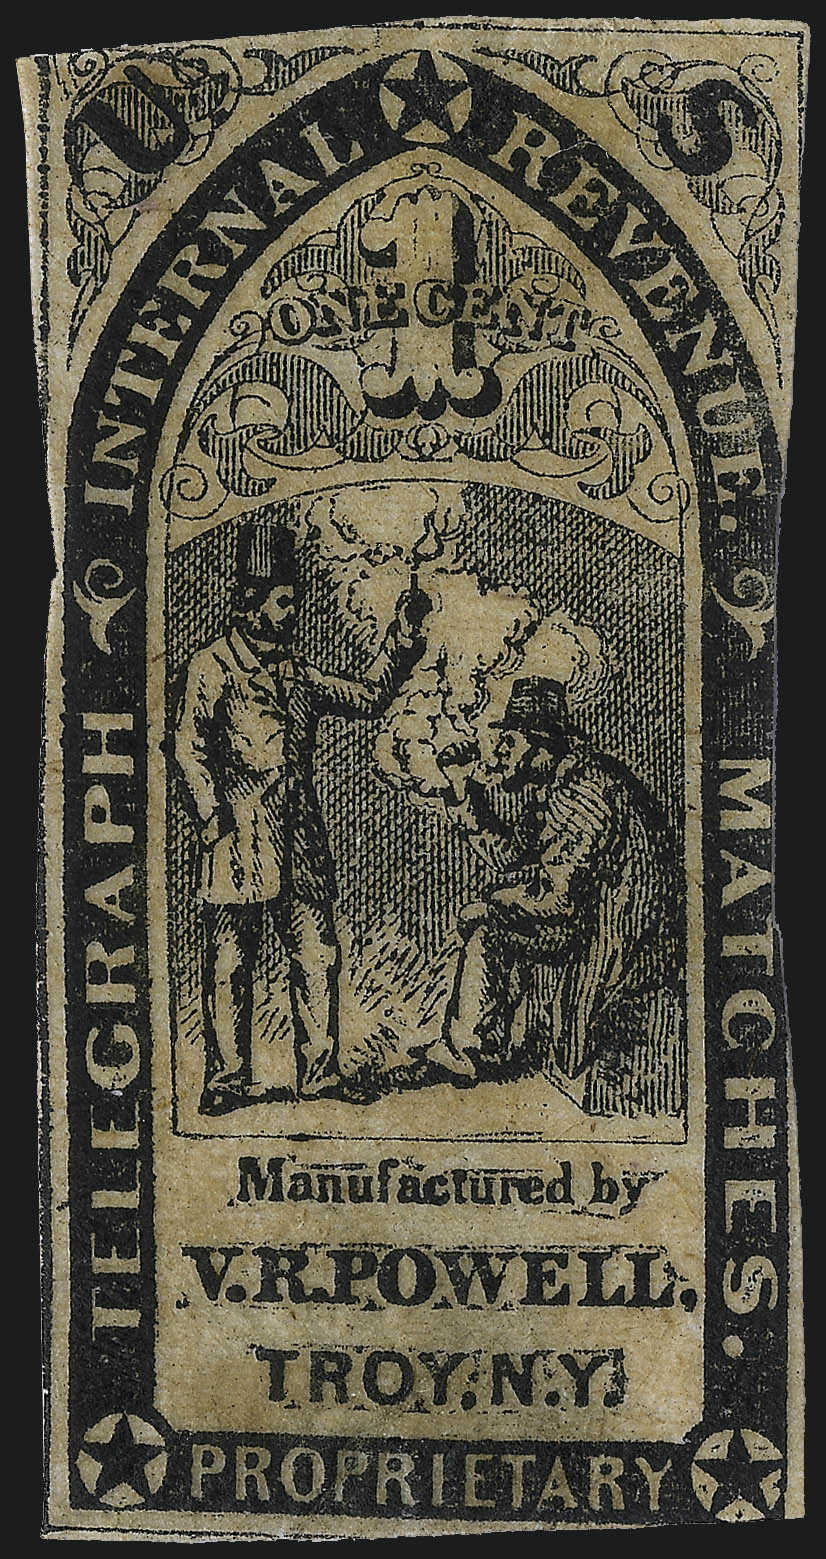 U S
INTERNAL REVENUE.
1
ONE CENT
TELEGRAPH
MATCHES.
Manufactured by
V.R.POWELL,
TROY.N.Y.
PROPRIETARY